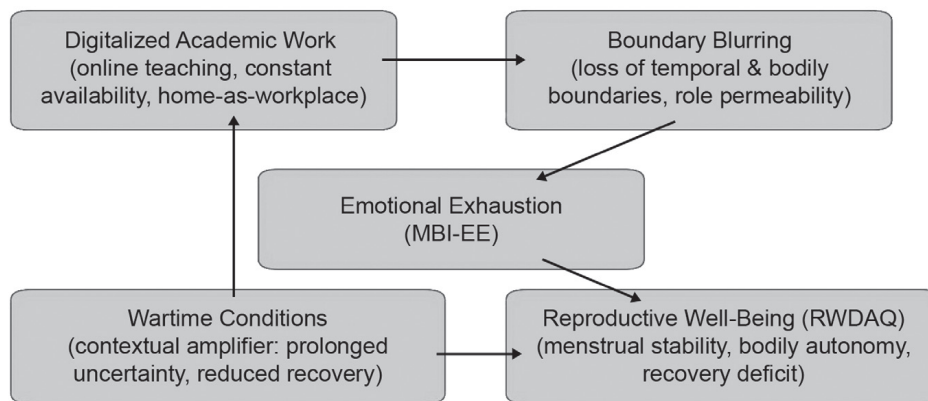 Digitalized Academic Work
(online teaching, constant
availability, home-as-workplace)
Boundary Blurring
(loss of temporal & bodily
boundaries, role permeability)
Emotional Exhaustion
(MBI-EE)
Wartime Conditions
(contextual amplifier: prolonged
uncertainty, reduced recovery)
Reproductive Well-Being (RWDAQ)
(menstrual stability, bodily autonomy,
recovery deficit)